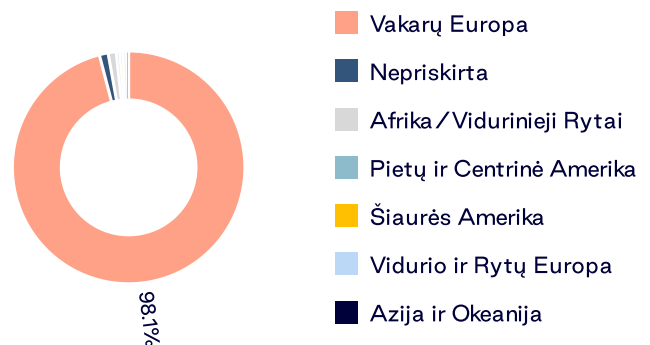 Vakarų Europa
Nepriskirta
Afrika/Vidurinieji Rytai
Pietų ir Centrinė Amerika
Šiaurės Amerika
Vidurio ir Rytų Europa
Azija ir Okeanija
98.1%